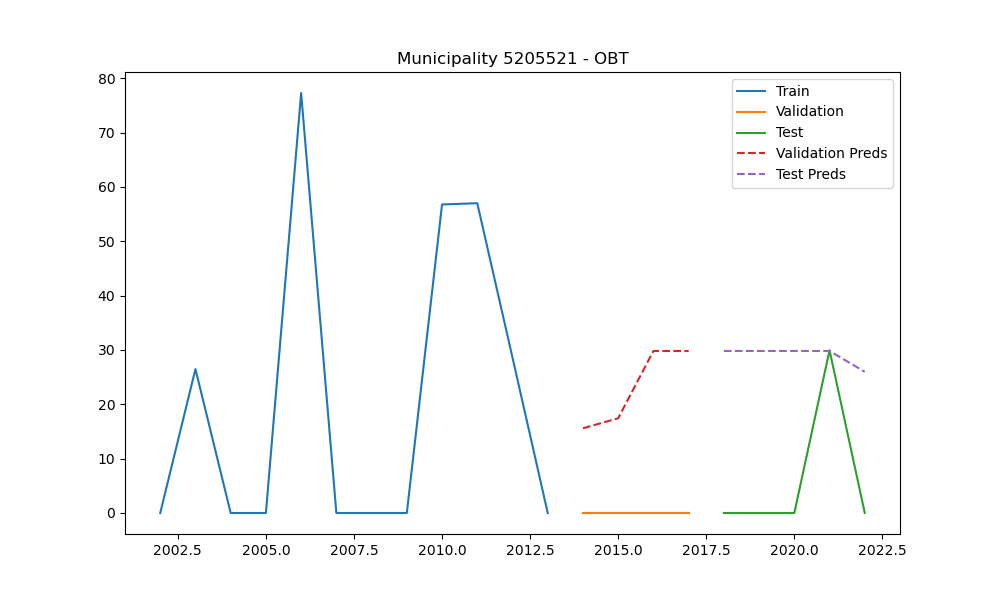 Municipality 5205521 - OBT
80
70
60
50
40
30
20
10
0
2002.5 2005.0 2007.5 2010.0 2012.5 2015.0 2017.5 2020.0 2022.5
Train
Validation
Test
Validation Preds
Test Preds